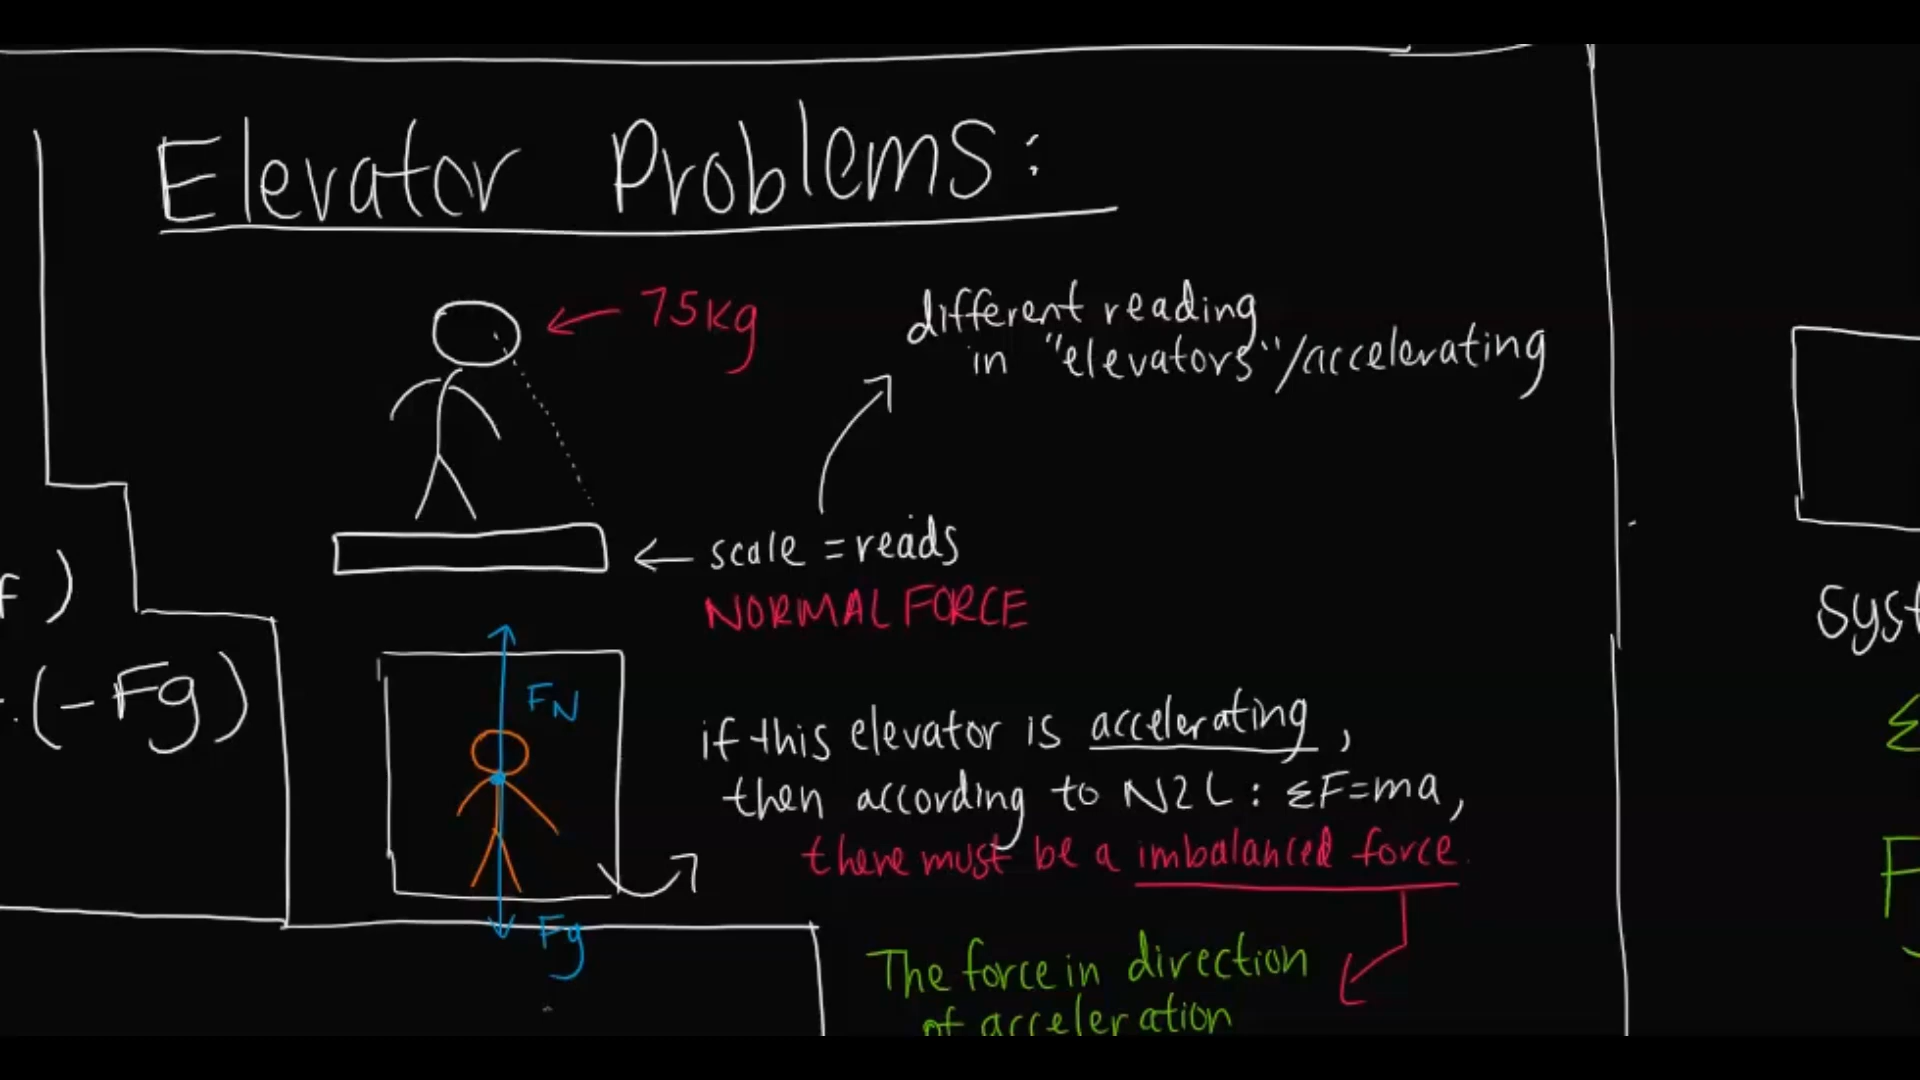 Elevator Problems:
75kg
different reading
in "elevators"/accelerating
scale = reads
NORMAL FORCE
FN
Fg
if this elevator is accelerating,
then according to N2L: ΣF=ma,
there must be a imbalanced force.
The force in direction
of acceleration
(-Fg)
syst
Σ
F